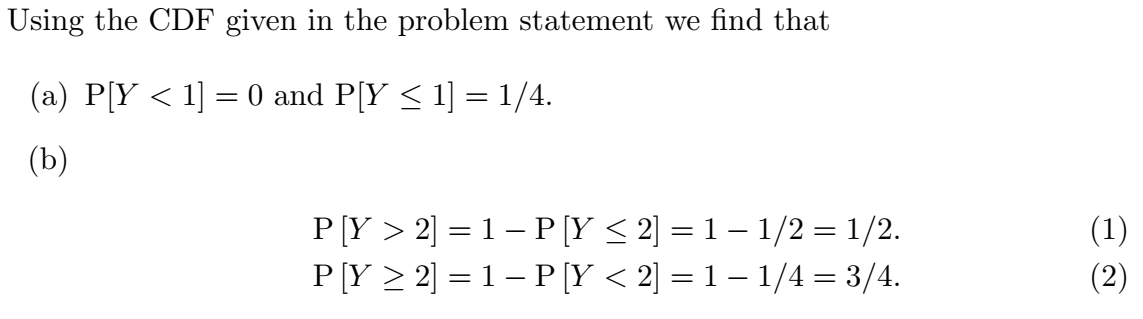 Using the CDF given in the problem statement we find that
(a) P[Y < 1] = 0 and P[Y ≤ 1] = 1/4.
(b)
P [Y > 2] = 1 − P [Y ≤ 2] = 1 − 1/2 = 1/2. (1)
P [Y ≥ 2] = 1 − P [Y < 2] = 1 − 1/4 = 3/4. (2)